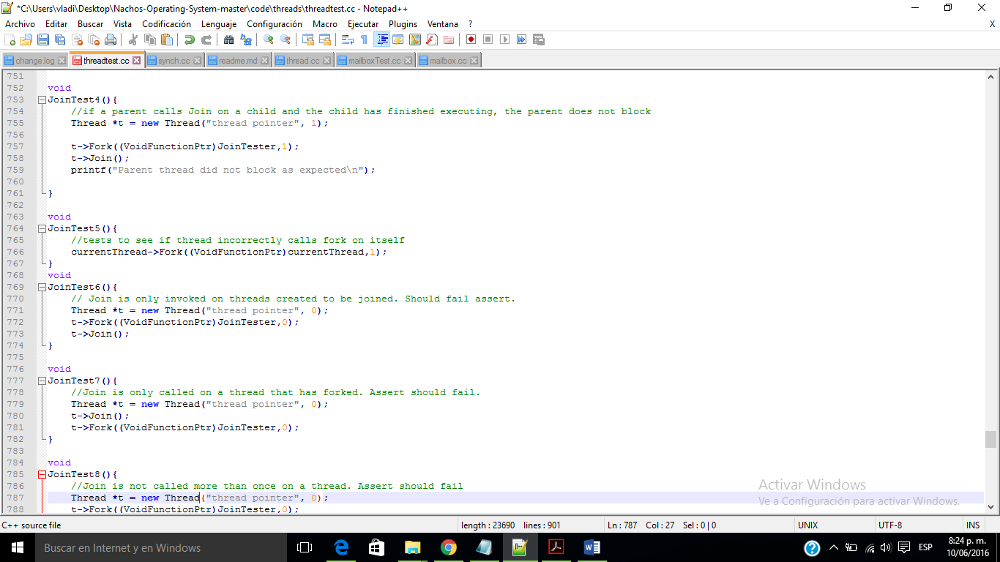 *C:\Users\vladi\Desktop\Nachos-Operating-System-master\code\threads\threadtest.cc - Notepad++
Archivo Editar Buscar Vista Codificación Lenguaje Configuración Macro Ejecutar Plugins Ventana ? X
change.log threadtest.cc synch.cc readme.md thread.cc mailboxTest.cc mailbox.cc
751
752 void
753 JoinTest4(){
754 //if a parent calls Join on a child and the child has finished executing, the parent does not block
755 Thread *t = new Thread("thread pointer", 1);
756
757 t->Fork((VoidFunctionPtr)JoinTester,1);
758 t->Join();
759 printf("Parent thread did not block as expected\n");
760
761 }
762
763 void
764 JoinTest5(){
765 //tests to see if thread incorrectly calls fork on itself
766 currentThread->Fork((VoidFunctionPtr)currentThread,1);
767 }
768 void
769 JoinTest6(){
770 // Join is only invoked on threads created to be joined. Should fail assert.
771 Thread *t = new Thread("thread pointer", 0);
772 t->Fork((VoidFunctionPtr)JoinTester,0);
773 t->Join();
774 }
775
776 void
777 JoinTest7(){
778 //Join is only called on a thread that has forked. Assert should fail.
779 Thread *t = new Thread("thread pointer", 0);
780 t->Join();
781 t->Fork((VoidFunctionPtr)JoinTester,0);
782 }
783
784 void
785 JoinTest8(){
786 //Join is not called more than once on a thread. Assert should fail
787 Thread *t = new Thread("thread pointer", 0);
788 t->Fork((VoidFunctionPtr)JoinTester,0);
Activar Windows
Ve a Configuración para activar Windows.
C++ source file length : 23690 lines : 901 Ln : 787 Col : 27 Sel : 0 | 0 UNIX UTF-8 INS
Buscar en Internet y en Windows
ESP
8:24 p. m.
10/06/2016